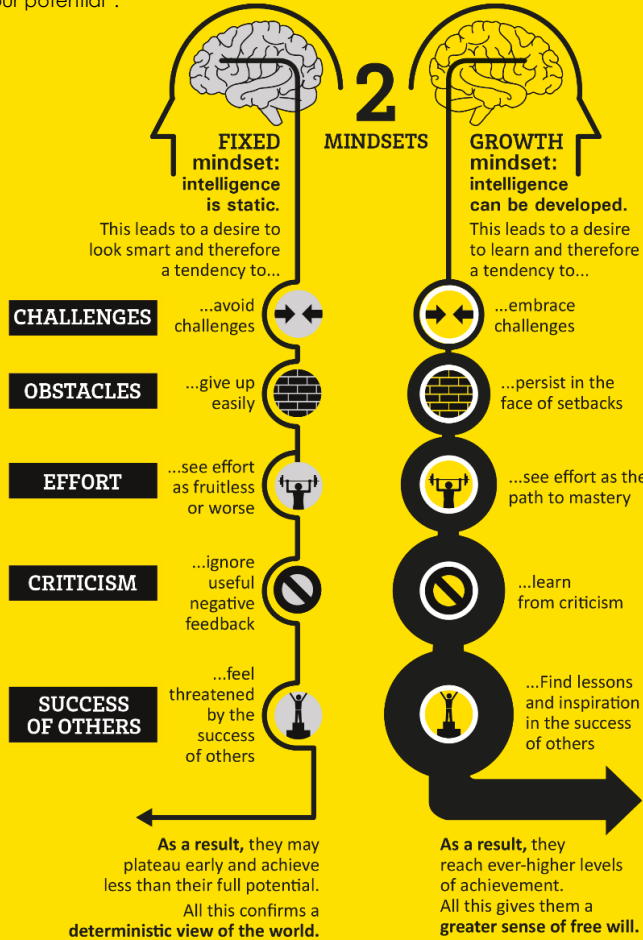 our potential".
2
MINDSETS
FIXED
mindset:
intelligence
is static.
This leads to a desire to
look smart and therefore
a tendency to...
GROWTH
mindset:
intelligence
can be developed.
This leads to a desire
to learn and therefore
a tendency to...
CHALLENGES
...avoid
challenges
...embrace
challenges
OBSTACLES
...give up
easily
...persist in the
face of setbacks
EFFORT
...see effort
as fruitless
or worse
...see effort as the
path to mastery
CRITICISM
...ignore
useful
negative
feedback
...learn
from criticism
SUCCESS
OF OTHERS
...feel
threatened
by the
success
of others
...Find lessons
and inspiration
in the success
of others
As a result, they may
plateau early and achieve
less than their full potential.
All this confirms a
deterministic view of the world.
As a result, they
reach ever-higher levels
of achievement.
All this gives them a
greater sense of free will.